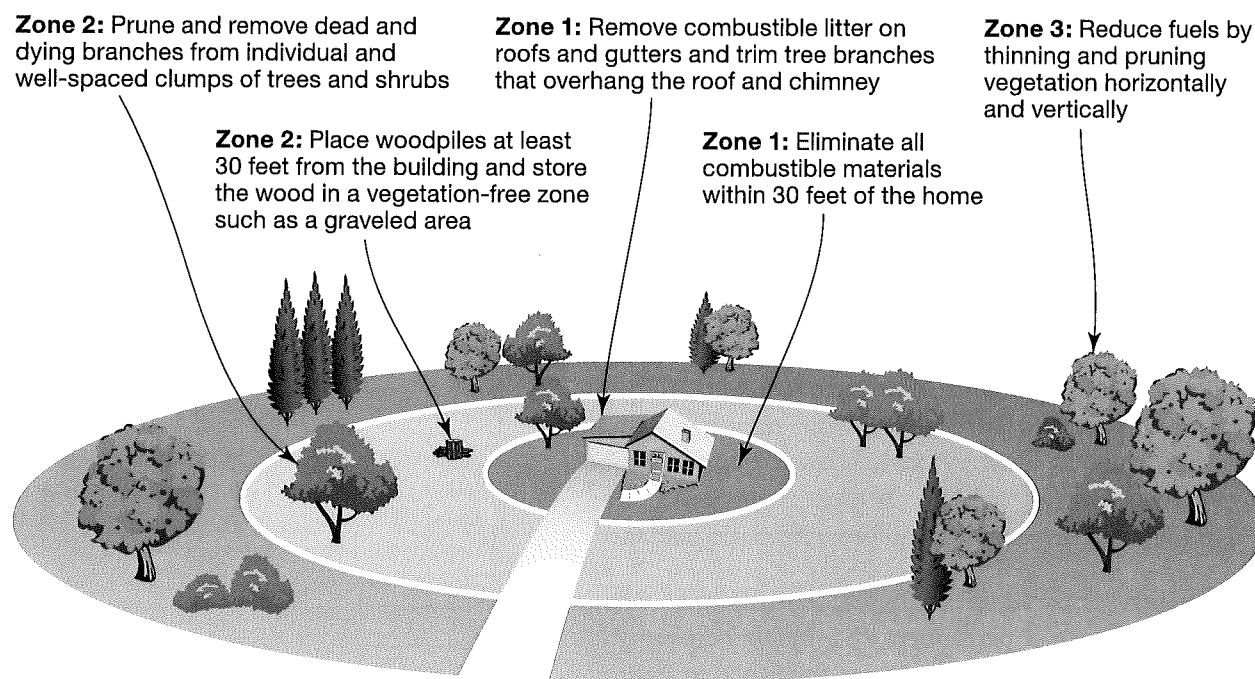 Zone 2: Prune and remove dead and
dying branches from individual and
well-spaced clumps of trees and shrubs
Zone 1: Remove combustible litter on
roofs and gutters and trim tree branches
that overhang the roof and chimney
Zone 3: Reduce fuels by
thinning and pruning
vegetation horizontally
and vertically
Zone 2: Place woodpiles at least
30 feet from the building and store
the wood in a vegetation-free zone
such as a graveled area
Zone 1: Eliminate all
combustible materials
within 30 feet of the home